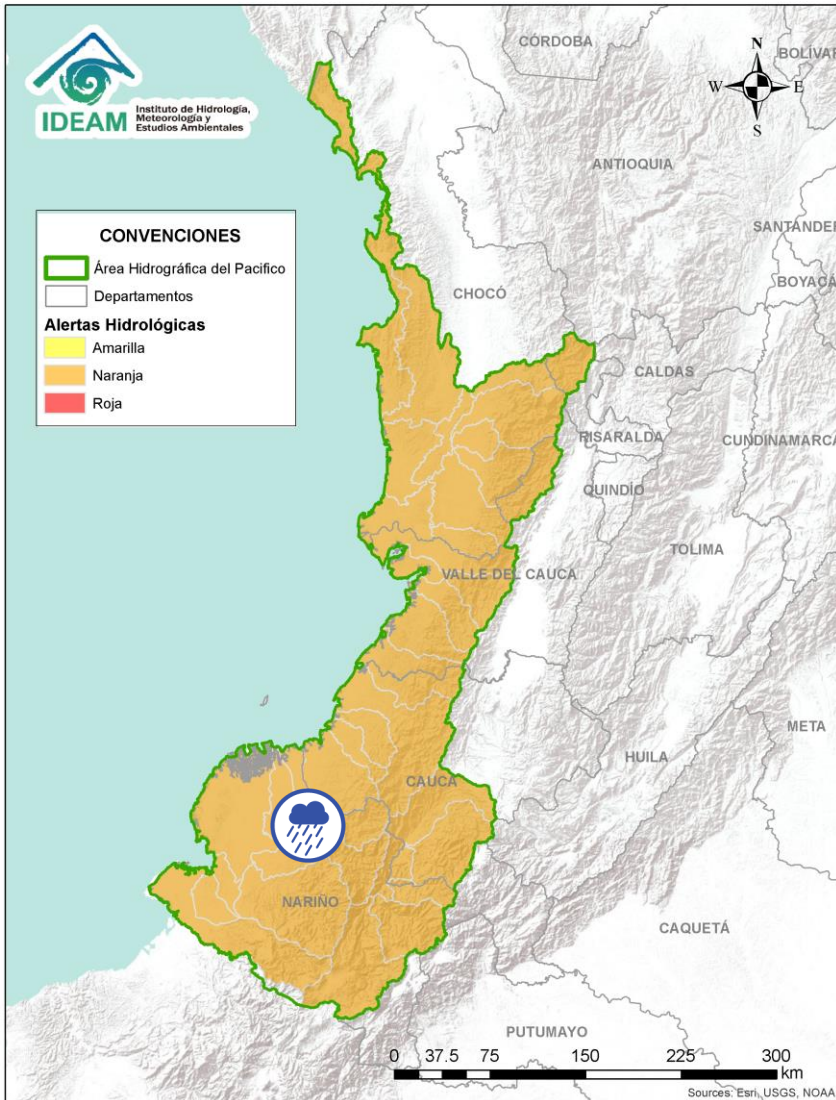 IDEAM
Instituto de Hidrología,
Meteorología y
Estudios Ambientales
N
W
E
S
CÓRDOBA
BOLÍVAR
ANTIOQUIA
SANTANDER
BOYACÁ
CHOCÓ
CALDAS
RISARALDA
CUNDINAMARCA
QUINDÍO
TOLIMA
VALLE DEL CAUCA
META
HUILA
CAUCA
NARIÑO
CAQUETÁ
PUTUMAYO
CONVENCIONES
Área Hidrográfica del Pacifico
Departamentos
Alertas Hidrológicas
Amarilla
Naranja
Roja
0 37.5 75 150 225 300
km
Sources: Esri, USGS, NOAA